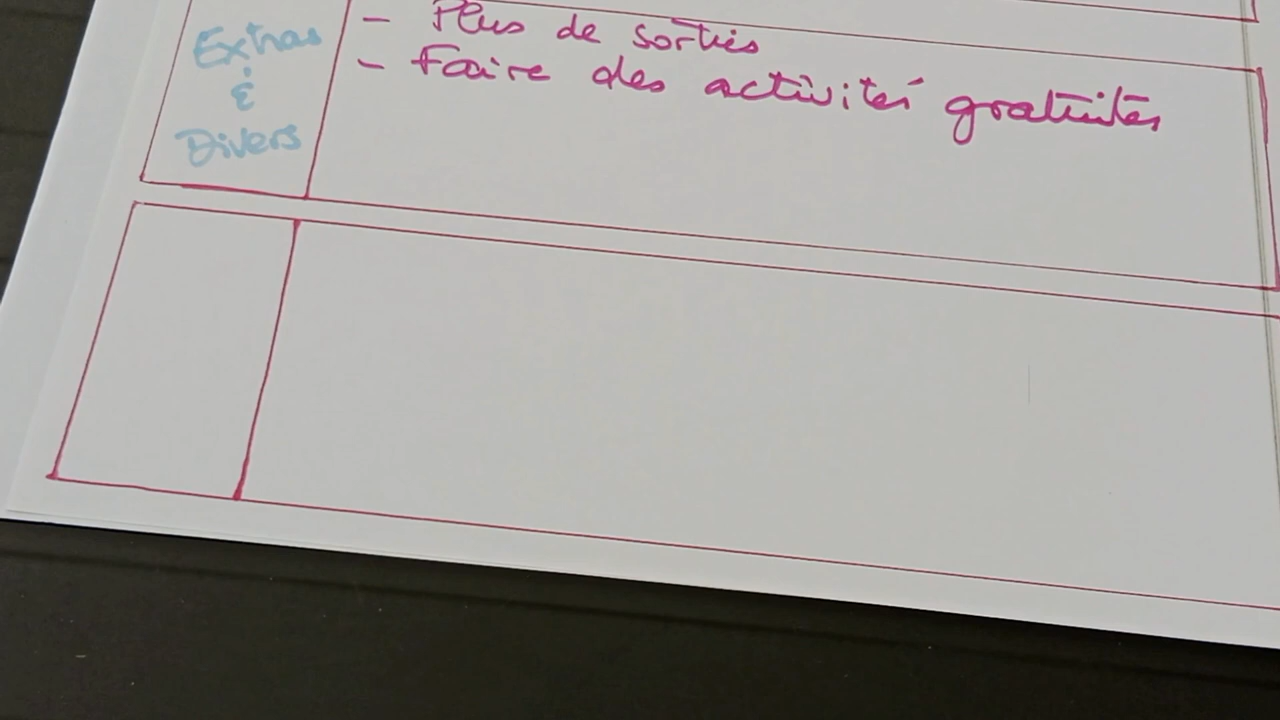 Extras
&
Divers
- Plus de sorties
- Faire des activités gratuites